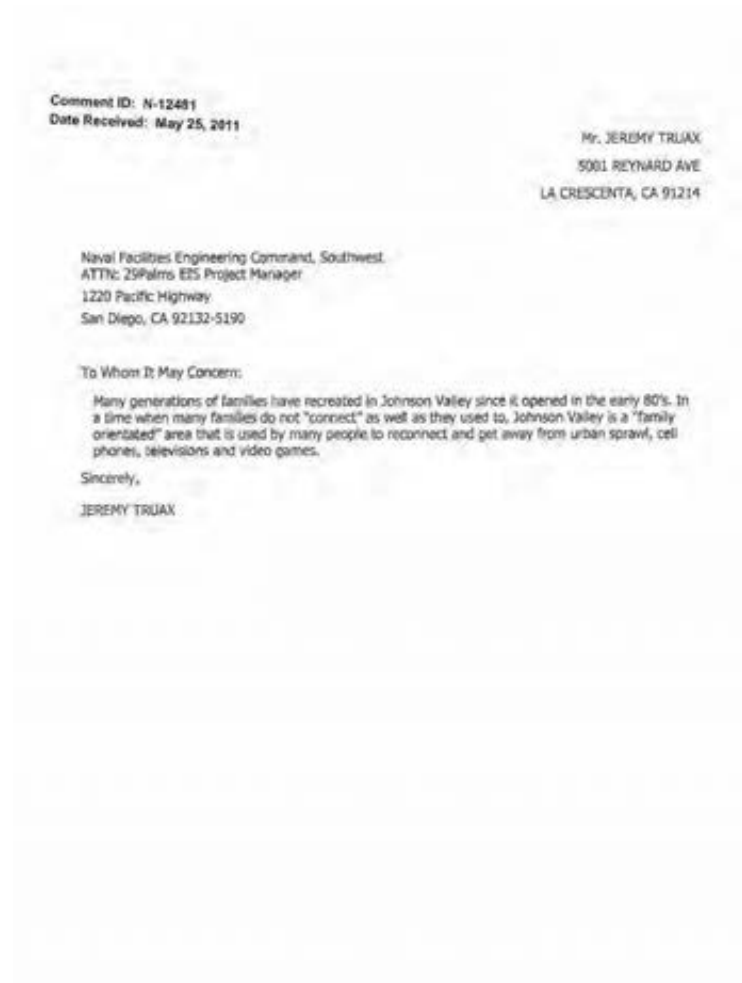 Comment ID: N-12481
Date Received: May 25, 2011
Mr. JEREMY TRUAX
5001 REYNARD AVE
LA CRESCENTA, CA 91214
Naval Facilities Engineering Command, Southwest
ATTN: 29Palms EIS Project Manager
1220 Pacific Highway
San Diego, CA 92132-5190
To Whom It May Concern:
Many generations of families have recreated in Johnson Valley since it opened in the early 80's. In
a time when many families do not "connect" as well as they used to, Johnson Valley is a "family
orientated" area that is used by many people to reconnect and get away from urban sprawl, cell
phones, televisions and video games.
Sincerely,
JEREMY TRUAX